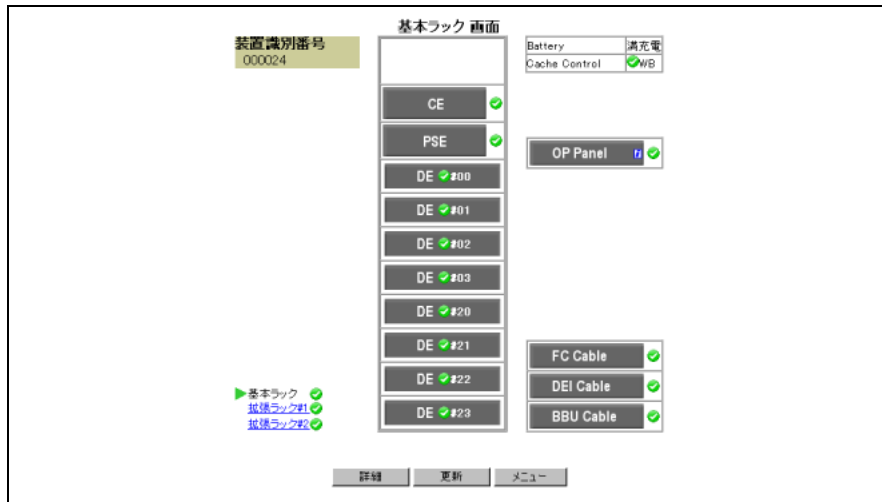 基本ラック 画面
装置識別番号
000024
Battery 満充電
Cache Control WB
CE
PSE
OP Panel i
DE #00
DE #01
DE #02
DE #03
DE #20
DE #21
DE #22
DE #23
FC Cable
DEI Cable
BBU Cable
基本ラック
拡張ラック#1
拡張ラック#2
詳細 更新 メニュー